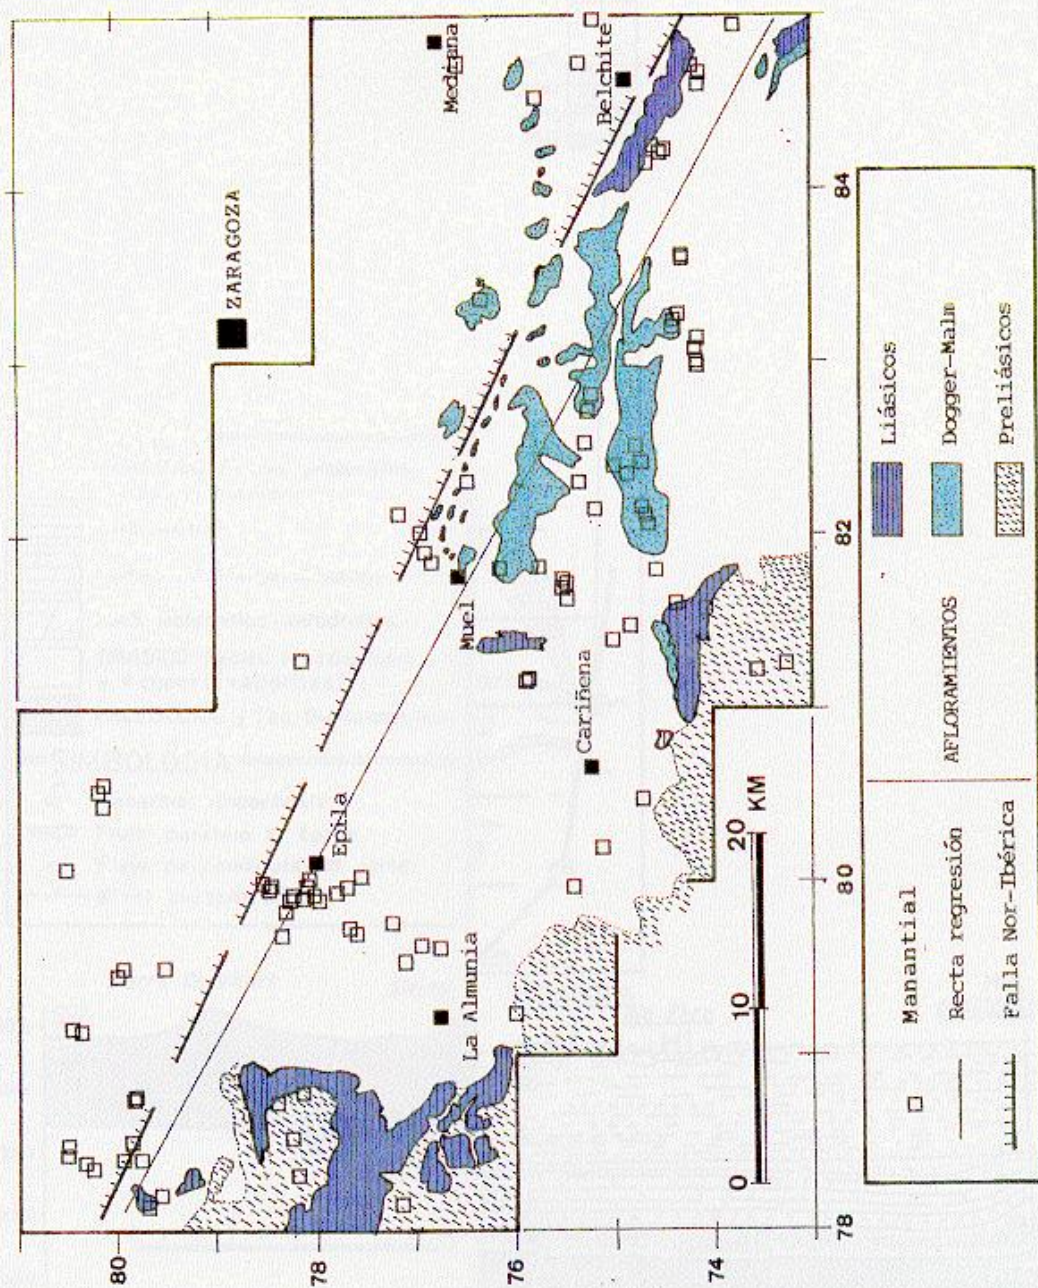 ZARAGOZA
Mediana
Belchite
Muel
Cariñena
Epila
La Almunia
80
78
76
74
78
80
82
84
0 10 20 KM
Manantial
Recta regresión
Falla Nor-Ibérica
AFLORAMIENTOS
Liásicos
Dogger-Malm
Preliásicos